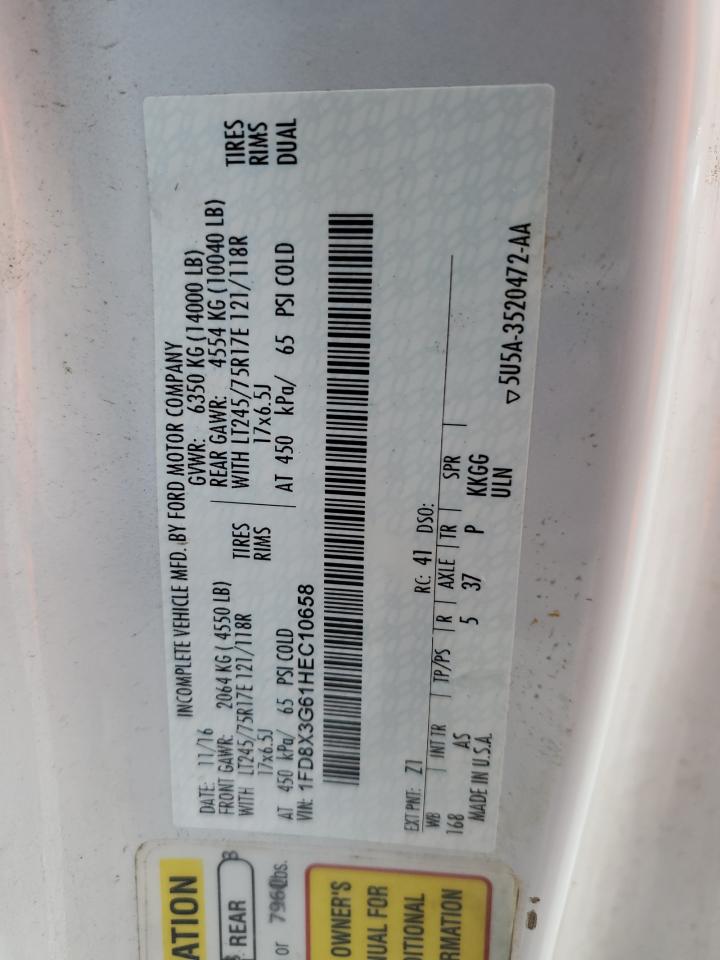 INCOMPLETE VEHICLE MFD. BY FORD MOTOR COMPANY
DATE: 11/16 GVWR: 6350 KG (14000 LB)
FRONT GAWR: 2064 KG ( 4550 LB) REAR GAWR: 4554 KG (10040 LB)
WITH LT245/75R17E 121/118R TIRES WITH LT245/75R17E 121/118R TIRES
17x6.5J RIMS 17x6.5J RIMS
AT 450 kPa/ 65 PSI COLD AT 450 kPa/ 65 PSI COLD DUAL
VIN: 1FD8X3G61HEC10658
EXT PNT: Z1 RC: 41 DSO:
WB INT TR TP/PS R AXLE TR SPR
168 AS 5 37 P KKGG
MADE IN U.S.A. ULN
▽5U5A-3520472-AA
ATION
REAR
or lbs.
OWNER'S
UAL FOR
DITIONAL
RMATION